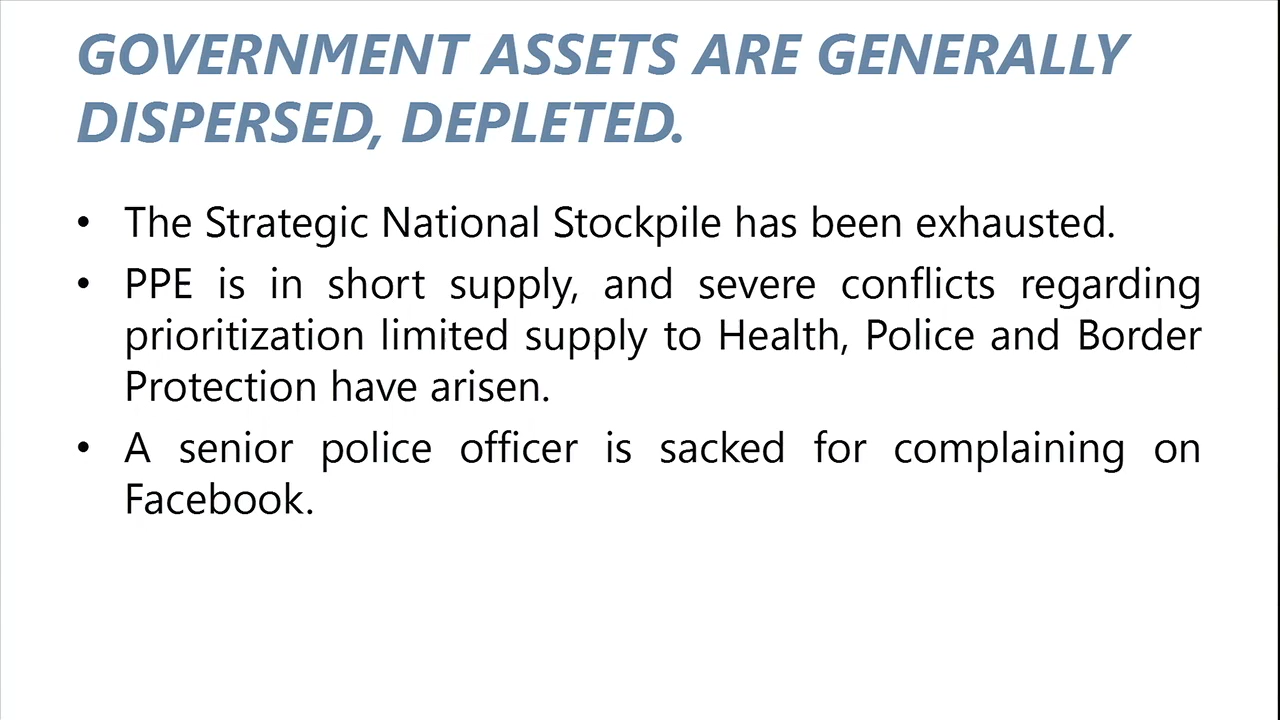 GOVERNMENT ASSETS ARE GENERALLY
DISPERSED, DEPLETED.
• The Strategic National Stockpile has been exhausted.
• PPE is in short supply, and severe conflicts regarding
prioritization limited supply to Health, Police and Border
Protection have arisen.
• A senior police officer is sacked for complaining on
Facebook.